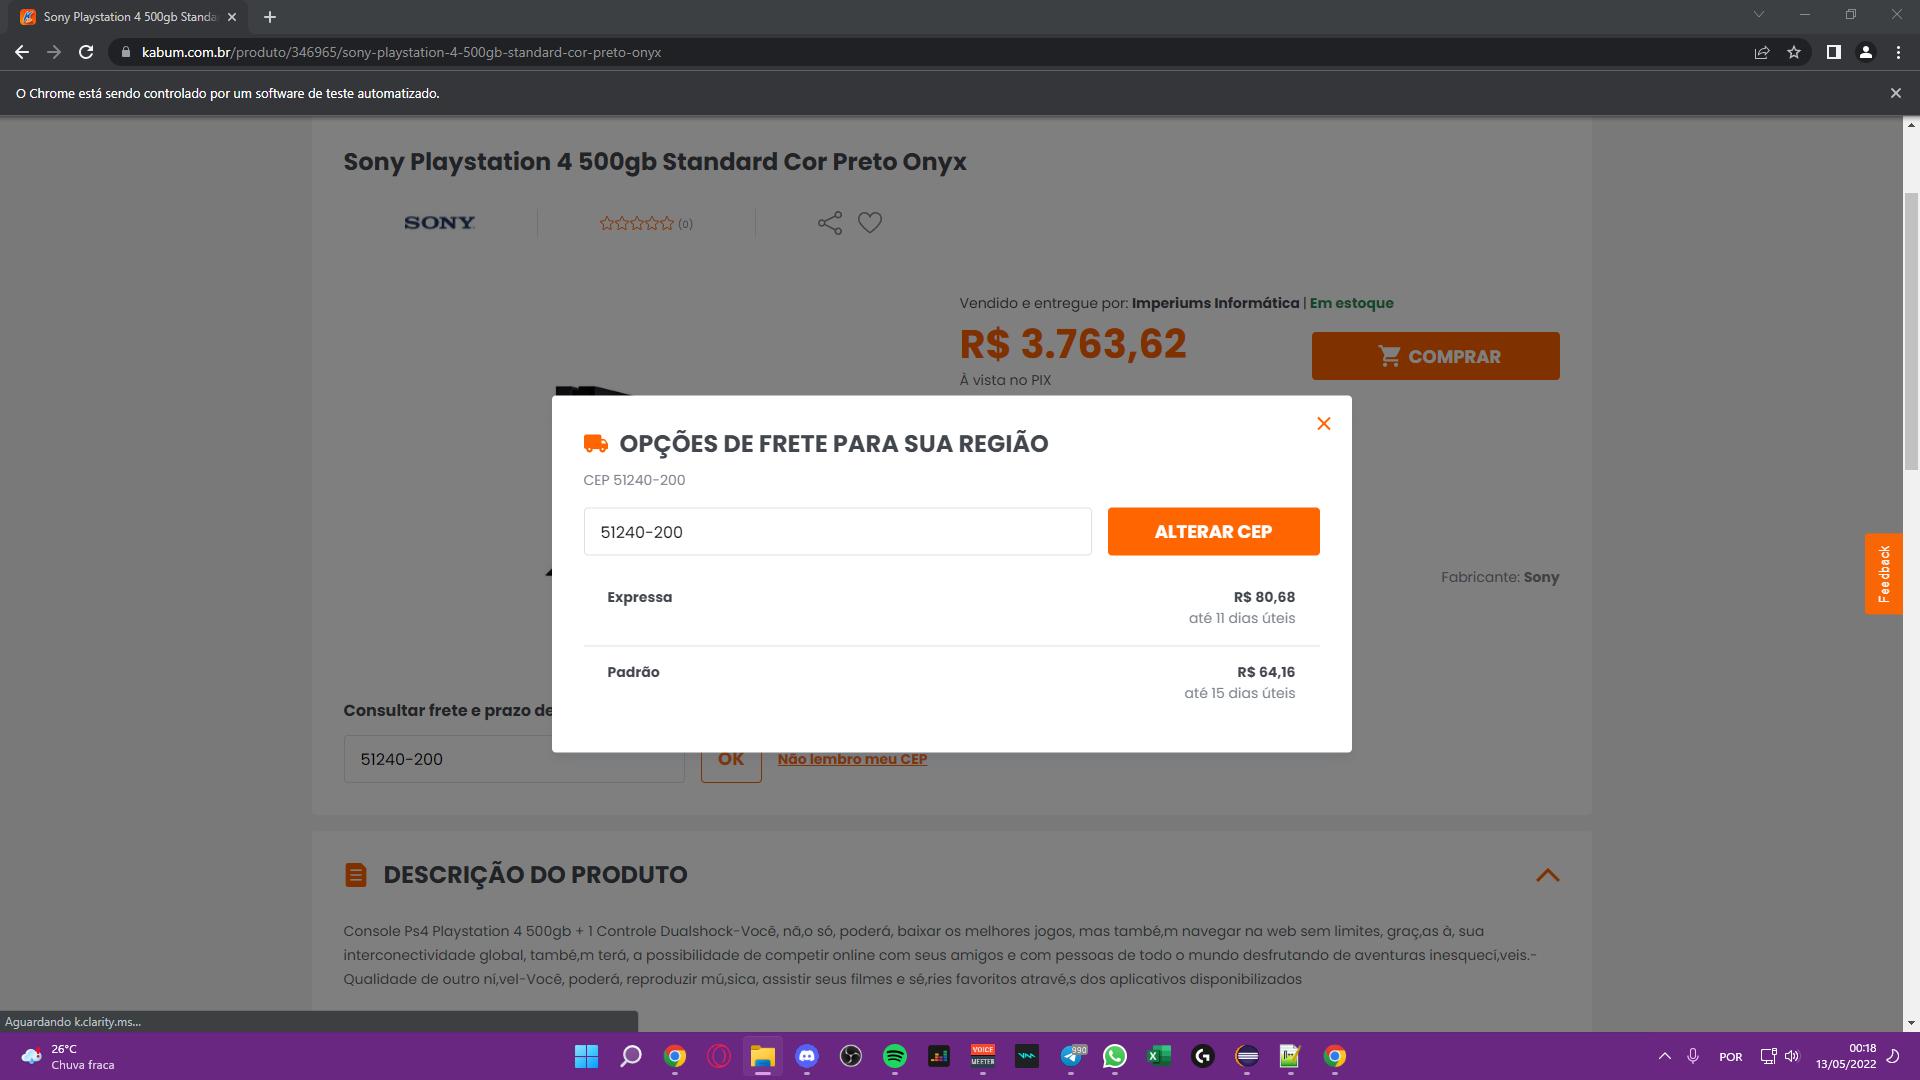 Sony Playstation 4 500gb Standa
kabum.com.br/produto/346965/sony-playstation-4-500gb-standard-cor-preto-onyx
O Chrome está sendo controlado por um software de teste automatizado.
Sony Playstation 4 500gb Standard Cor Preto Onyx
SONY
(0)
Vendido e entregue por: Imperiums Informática | Em estoque
R$ 3.763,62
COMPRAR
À vista no PIX
OPÇÕES DE FRETE PARA SUA REGIÃO
CEP 51240-200
51240-200
ALTERAR CEP
Fabricante: Sony
Feedback
Expressa
R$ 80,68
até 11 dias úteis
Padrão
R$ 64,16
até 15 dias úteis
Consultar frete e prazo de
51240-200
OK
Não lembro meu CEP
DESCRIÇÃO DO PRODUTO
Console Ps4 Playstation 4 500gb + 1 Controle Dualshock-Você, nã,o só, poderá, baixar os melhores jogos, mas també,m navegar na web sem limites, graç,as à, sua
interconectividade global, també,m terá, a possibilidade de competir online com seus amigos e com pessoas de todo o mundo desfrutando de aventuras inesquecí,veis.-
Qualidade de outro ní,vel-Você, poderá, reproduzir mú,sica, assistir seus filmes e sé,ries favoritos atravé,s dos aplicativos disponibilizados
Aguardando k.clarity.ms...
26°C
Chuva fraca
VOICE
MEETER
990
POR
00:18
13/05/2022